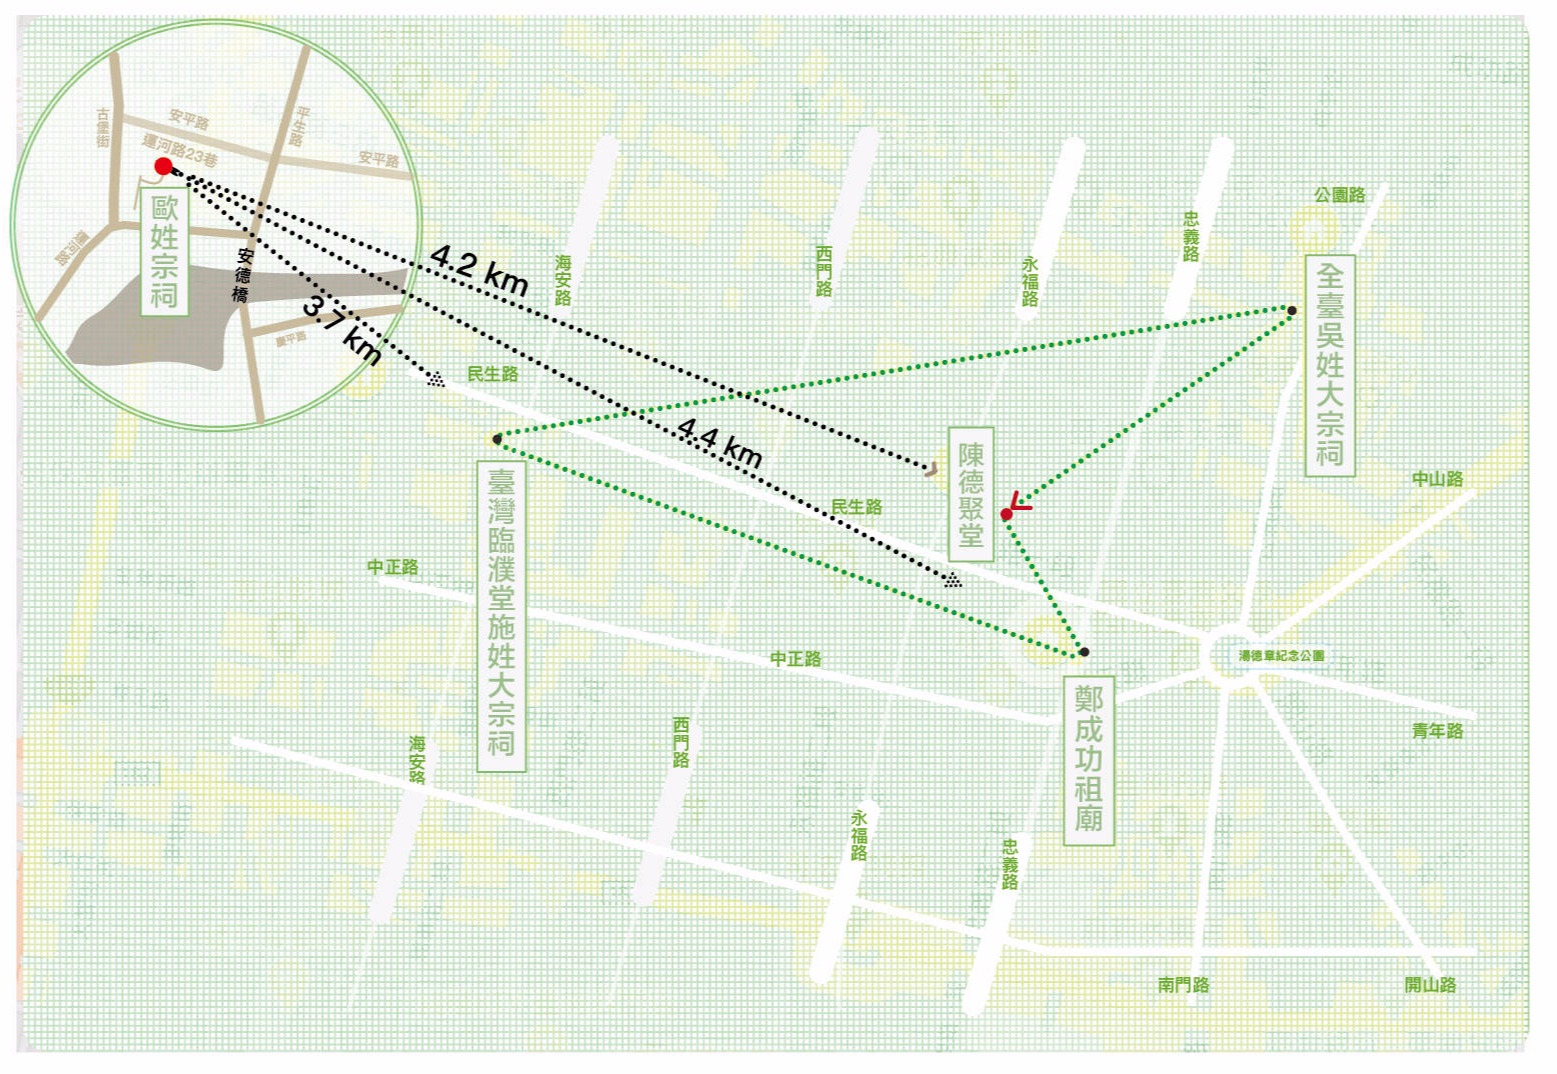 古堡街
安平路
平生路
運河路23巷
安平路
歐姓宗祠
運河路
安德橋
慶平路
4.2 km
3.7 km
4.4 km
海安路
西門路
永福路
忠義路
公園路
全臺吳姓大宗祠
民生路
陳德聚堂
中山路
民生路
臺灣臨濮堂施姓大宗祠
中正路
中正路
湯德章紀念公園
鄭成功祖廟
青年路
海安路
西門路
永福路
忠義路
南門路
開山路